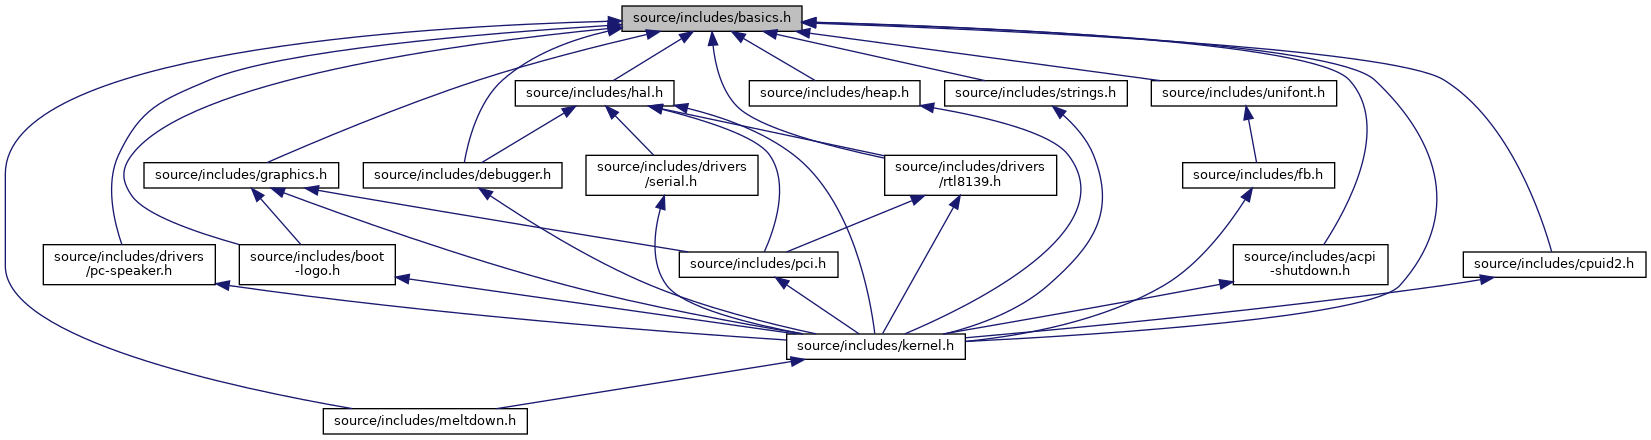 source/includes/basics.h
source/includes/hal.h
source/includes/heap.h
source/includes/strings.h
source/includes/unifont.h
source/includes/graphics.h
source/includes/debugger.h
source/includes/drivers
/serial.h
source/includes/drivers
/rtl8139.h
source/includes/fb.h
source/includes/drivers
/pc-speaker.h
source/includes/boot
-logo.h
source/includes/pci.h
source/includes/acpi
-shutdown.h
source/includes/cpuid2.h
source/includes/kernel.h
source/includes/meltdown.h